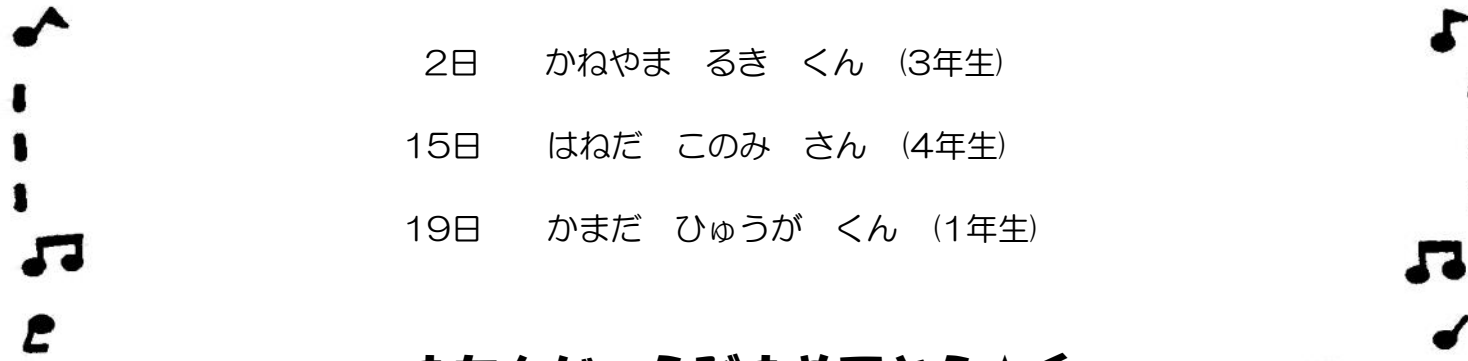 2日　かねやま　るき　くん　(3年生)
15日　はねだ　このみ　さん　(4年生)
19日　かまだ　ひゅうが　くん　(1年生)